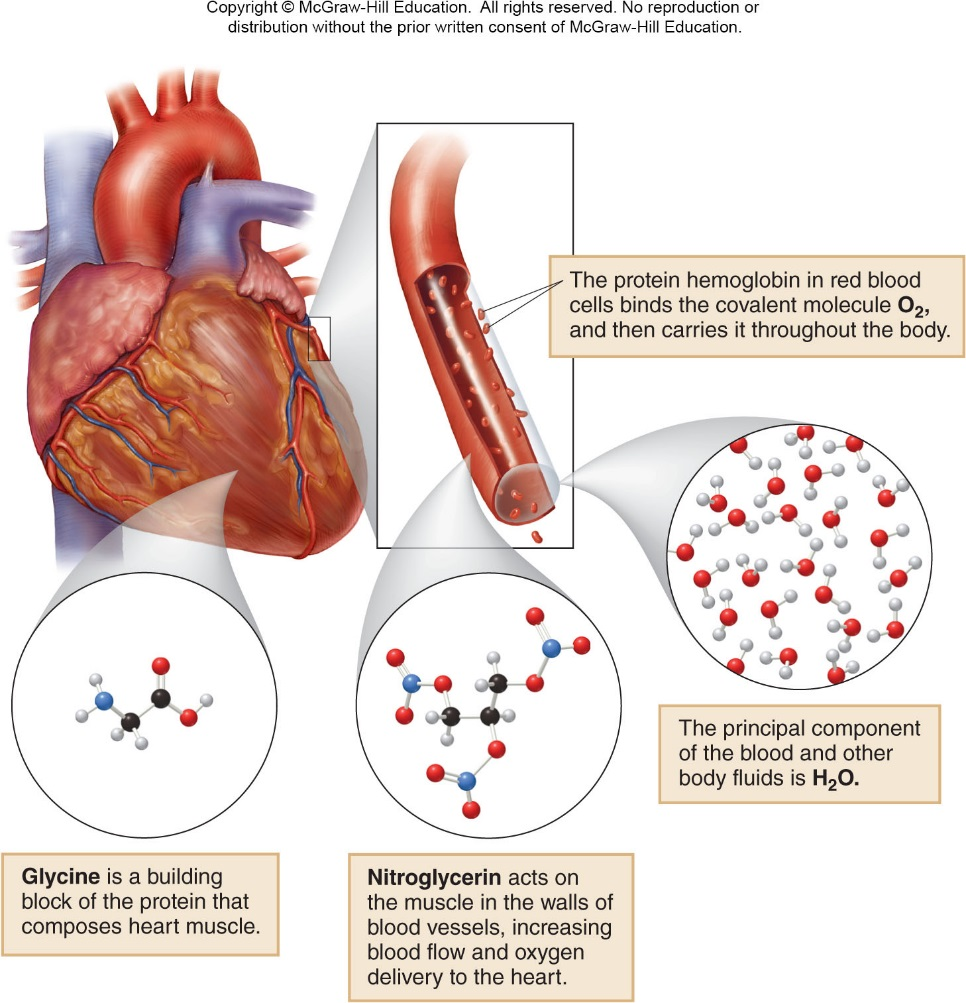 Copyright © McGraw-Hill Education. All rights reserved. No reproduction or
distribution without the prior written consent of McGraw-Hill Education.
The protein hemoglobin in red blood
cells binds the covalent molecule O₂,
and then carries it throughout the body.
The principal component
of the blood and other
body fluids is H₂O.
Glycine is a building
block of the protein that
composes heart muscle.
Nitroglycerin acts on
the muscle in the walls of
blood vessels, increasing
blood flow and oxygen
delivery to the heart.